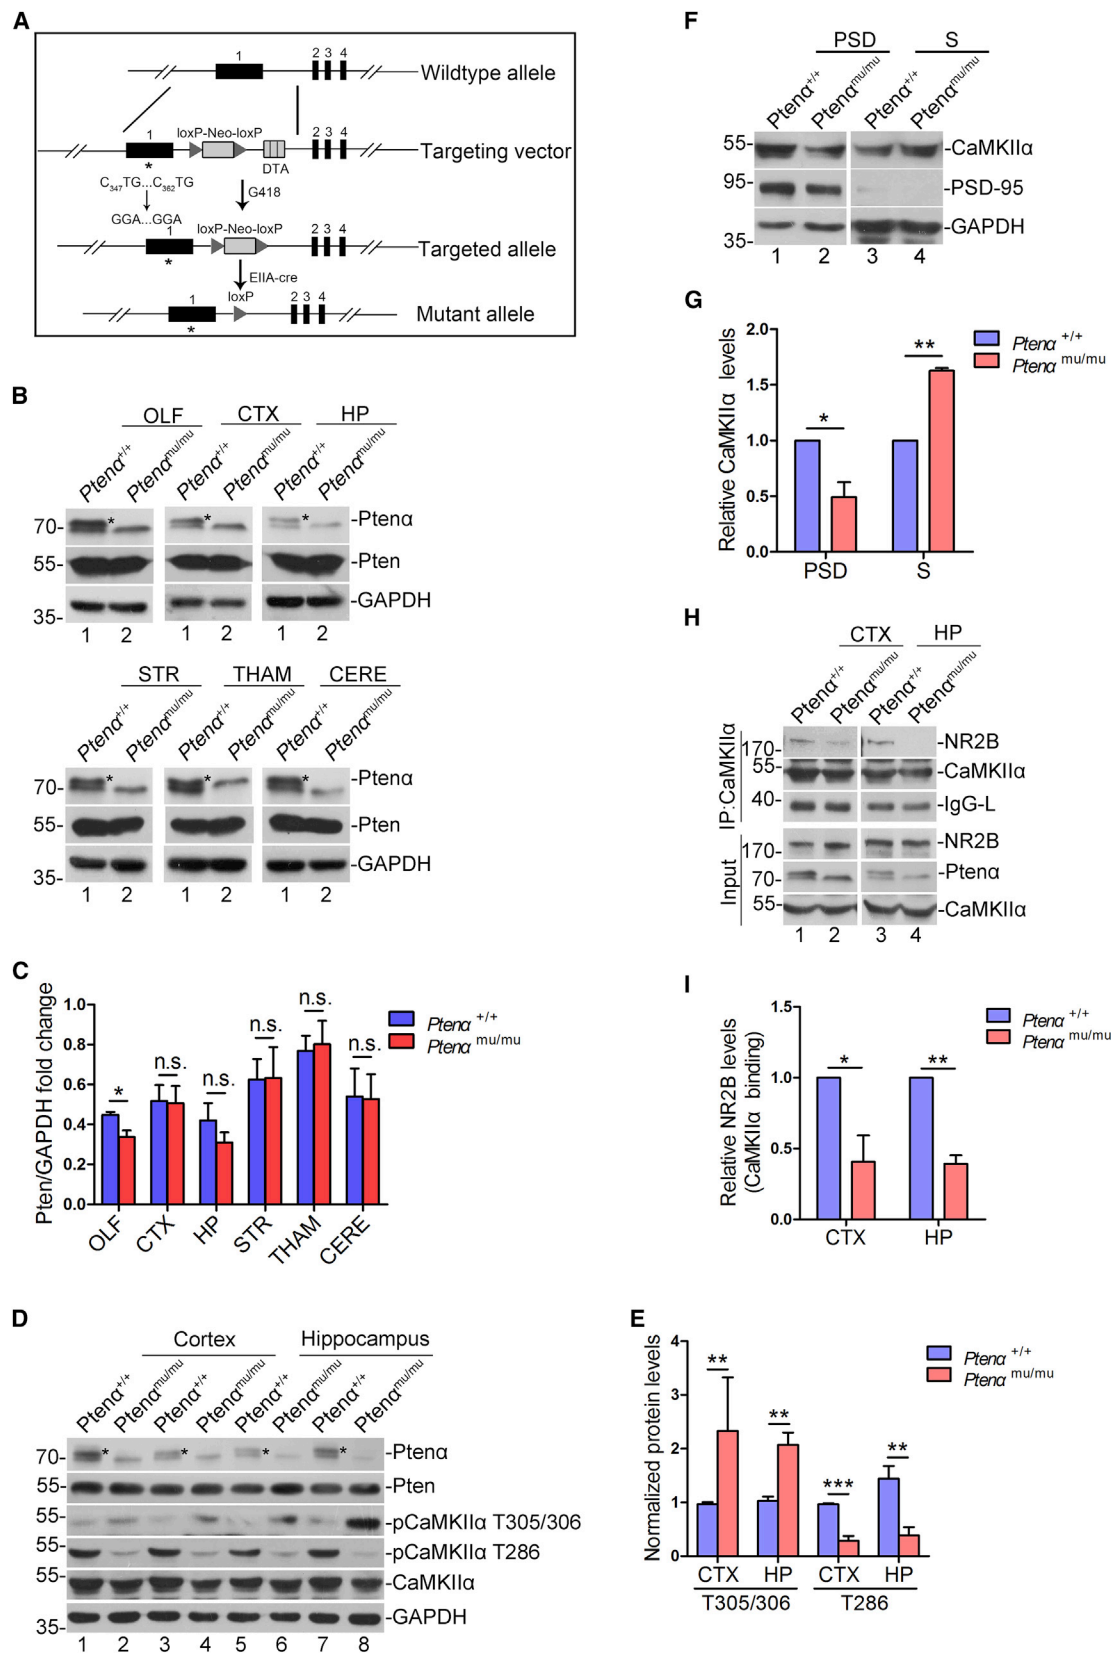 A
1
2 3 4
Wildtype allele
1
loxP-Neo-loxP
2 3 4
Targeting vector
*
DTA
C347TG...C362TG
G418
GGA...GGA
1
loxP-Neo-loxP
2 3 4
Targeted allele
*
EIIA-cre
1
loxP
2 3 4
Mutant allele
*
B
OLF CTX HP
Ptenα+/+ Ptenαmu/mu Ptenα+/+ Ptenαmu/mu Ptenα+/+ Ptenαmu/mu
70- * * * -Ptenα
55- -Pten
35- -GAPDH
1 2 1 2 1 2
STR THAM CERE
Ptenα+/+ Ptenαmu/mu Ptenα+/+ Ptenαmu/mu Ptenα+/+ Ptenαmu/mu
70- * * * -Ptenα
55- -Pten
35- -GAPDH
1 2 1 2 1 2
C
Pten/GAPDH fold change
1.0
0.8
0.6
0.4
0.2
0.0
* n.s. n.s. n.s. n.s. n.s.
Ptenα +/+
Ptenα mu/mu
OLF CTX HP STR THAM CERE
D
Cortex Hippocampus
Ptenα+/+ Ptenαmu/mu Ptenα+/+ Ptenαmu/mu Ptenα+/+ Ptenαmu/mu Ptenα+/+ Ptenαmu/mu
70- * * * * -Ptenα
55- -Pten
55- -pCaMKIIα T305/306
55- -pCaMKIIα T286
55- -CaMKIIα
35- -GAPDH
1 2 3 4 5 6 7 8
F
PSD S
Ptenα+/+ Ptenαmu/mu Ptenα+/+ Ptenαmu/mu
55- -CaMKIIα
95- -PSD-95
35- -GAPDH
1 2 3 4
G
Relative CaMKIIα levels
2.0
1.5
1.0
0.5
0.0
* **
Ptenα +/+
Ptenα mu/mu
PSD S
H
CTX HP
Ptenα+/+ Ptenαmu/mu Ptenα+/+ Ptenαmu/mu
IP:CaMKIIα
170- -NR2B
55- -CaMKIIα
40- -IgG-L
Input
170- -NR2B
70- -Ptenα
55- -CaMKIIα
1 2 3 4
I
Relative NR2B levels
(CaMKIIα binding)
1.5
1.0
0.5
0.0
* **
Ptenα +/+
Ptenα mu/mu
CTX HP
E
Normalized protein levels
4
3
2
1
0
** ** *** **
Ptenα +/+
Ptenα mu/mu
CTX HP CTX HP
T305/306 T286